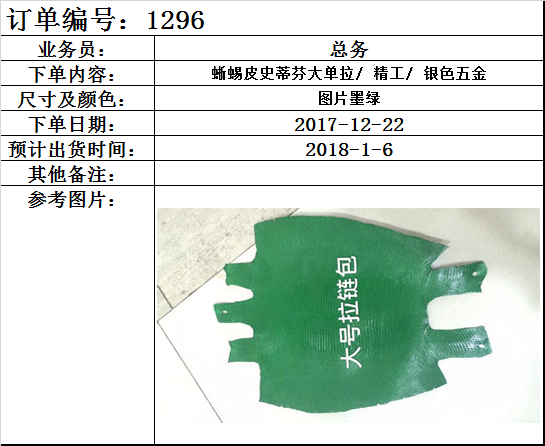 订单编号：1296
业务员： 总务
下单内容： 蜥蜴皮史蒂芬大单拉/ 精工/ 银色五金
尺寸及颜色： 图片墨绿
下单日期： 2017-12-22
预计出货时间： 2018-1-6
其他备注：
参考图片：
大号拉链包